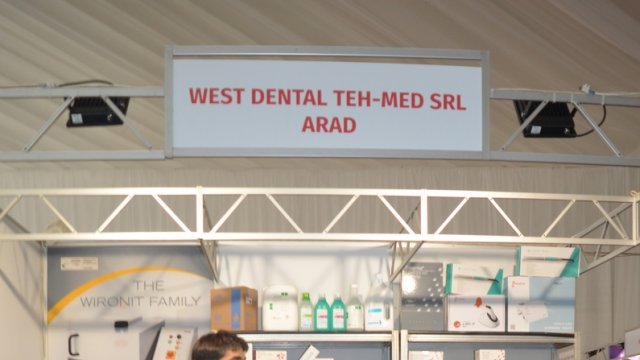 WEST DENTAL TEH-MED SRL
ARAD
THE
WIRONIT FAMILY